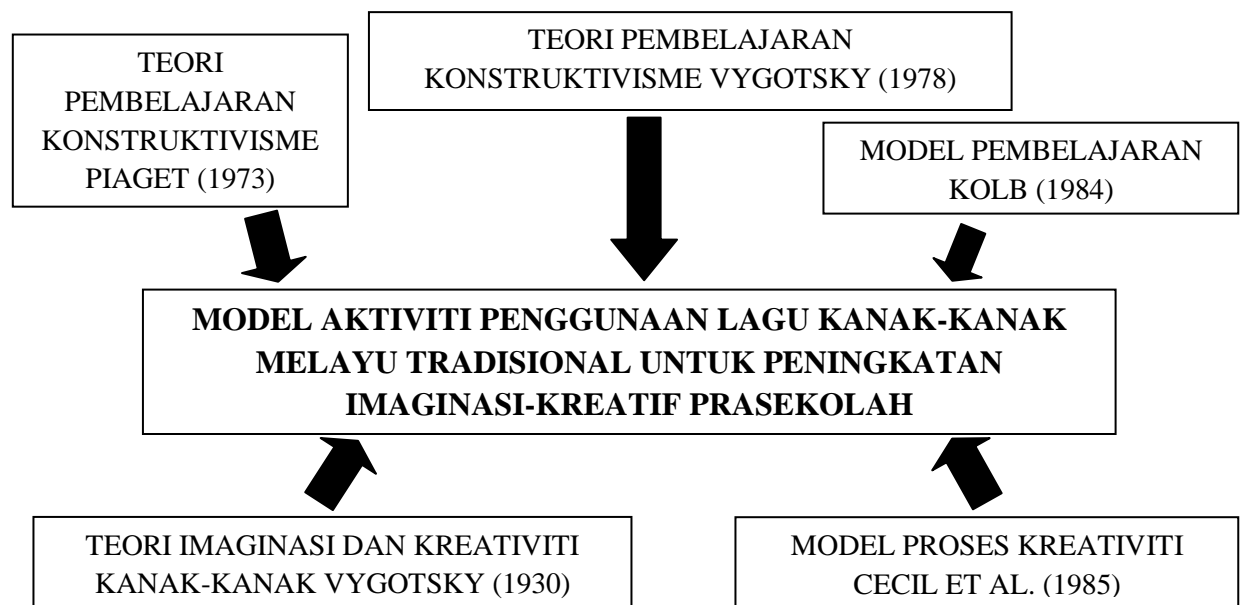 TEORI
PEMBELAJARAN
KONSTRUKTIVISME
PIAGET (1973)
TEORI PEMBELAJARAN
KONSTRUKTIVISME VYGOTSKY (1978)
MODEL PEMBELAJARAN
KOLB (1984)
MODEL AKTIVITI PENGGUNAAN LAGU KANAK-KANAK
MELAYU TRADISIONAL UNTUK PENINGKATAN
IMAGINASI-KREATIF PRASEKOLAH
TEORI IMAGINASI DAN KREATIVITI
KANAK-KANAK VYGOTSKY (1930)
MODEL PROSES KREATIVITI
CECIL ET AL. (1985)